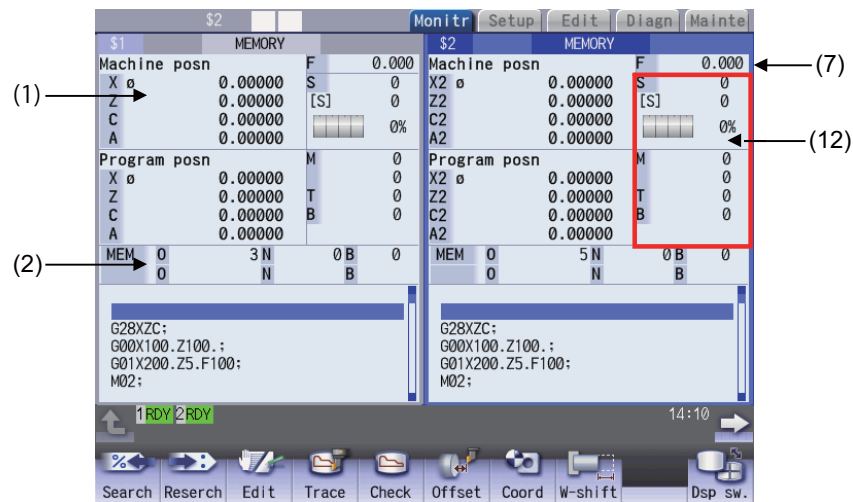 $2 Monitr Setup Edit Diagn Mainte
$1 MEMORY $2 MEMORY
Machine posn F 0.000 Machine posn F 0.000 (7)
X ø 0.00000 S 0 X2 ø 0.00000 S 0
(1) Z 0.00000 [S] 0 Z2 0.00000 [S] 0
C 0.00000 0% C2 0.00000 0%
A 0.00000 A2 0.00000 (12)
Program posn M 0 Program posn M 0
X ø 0.00000 0 X2 ø 0.00000 0
Z 0.00000 T 0 Z2 0.00000 T 0
C 0.00000 B 0 C2 0.00000 B 0
A 0.00000 A2 0.00000
(2) MEM O 3 N 0 B 0 MEM O 5 N 0 B 0
O N B O N B
G28XZC; G28XZC;
G00X100.Z100.; G00X100.Z100.;
G01X200.Z5.F100; G01X200.Z5.F100;
M02; M02;
1 RDY 2 RDY 14:10
Search Reserch Edit Trace Check Offset Coord W-shift Dsp sw.